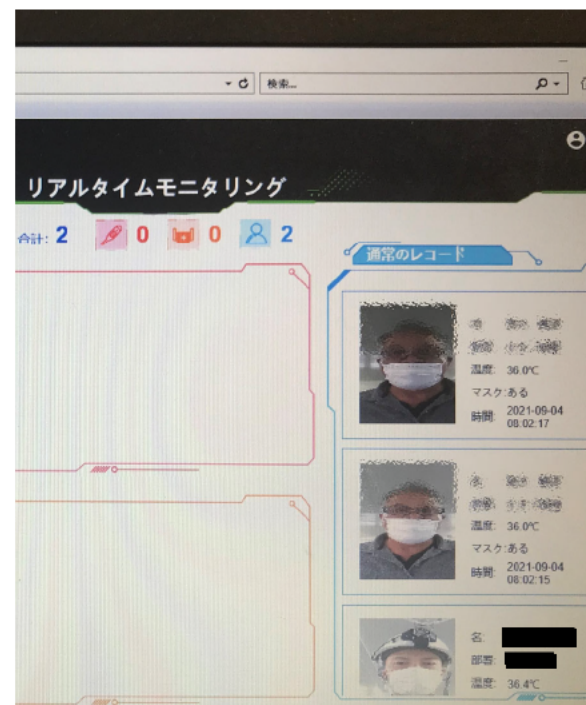 検索...
リアルタイムモニタリング
合計: 2 0 0 2
通常のレコード
温度: 36.0℃
マスク:ある
時間: 2021-09-04
08:02:17
温度: 36.0℃
マスク:ある
時間: 2021-09-04
08:02:15
名:
部署:
温度: 36.4℃